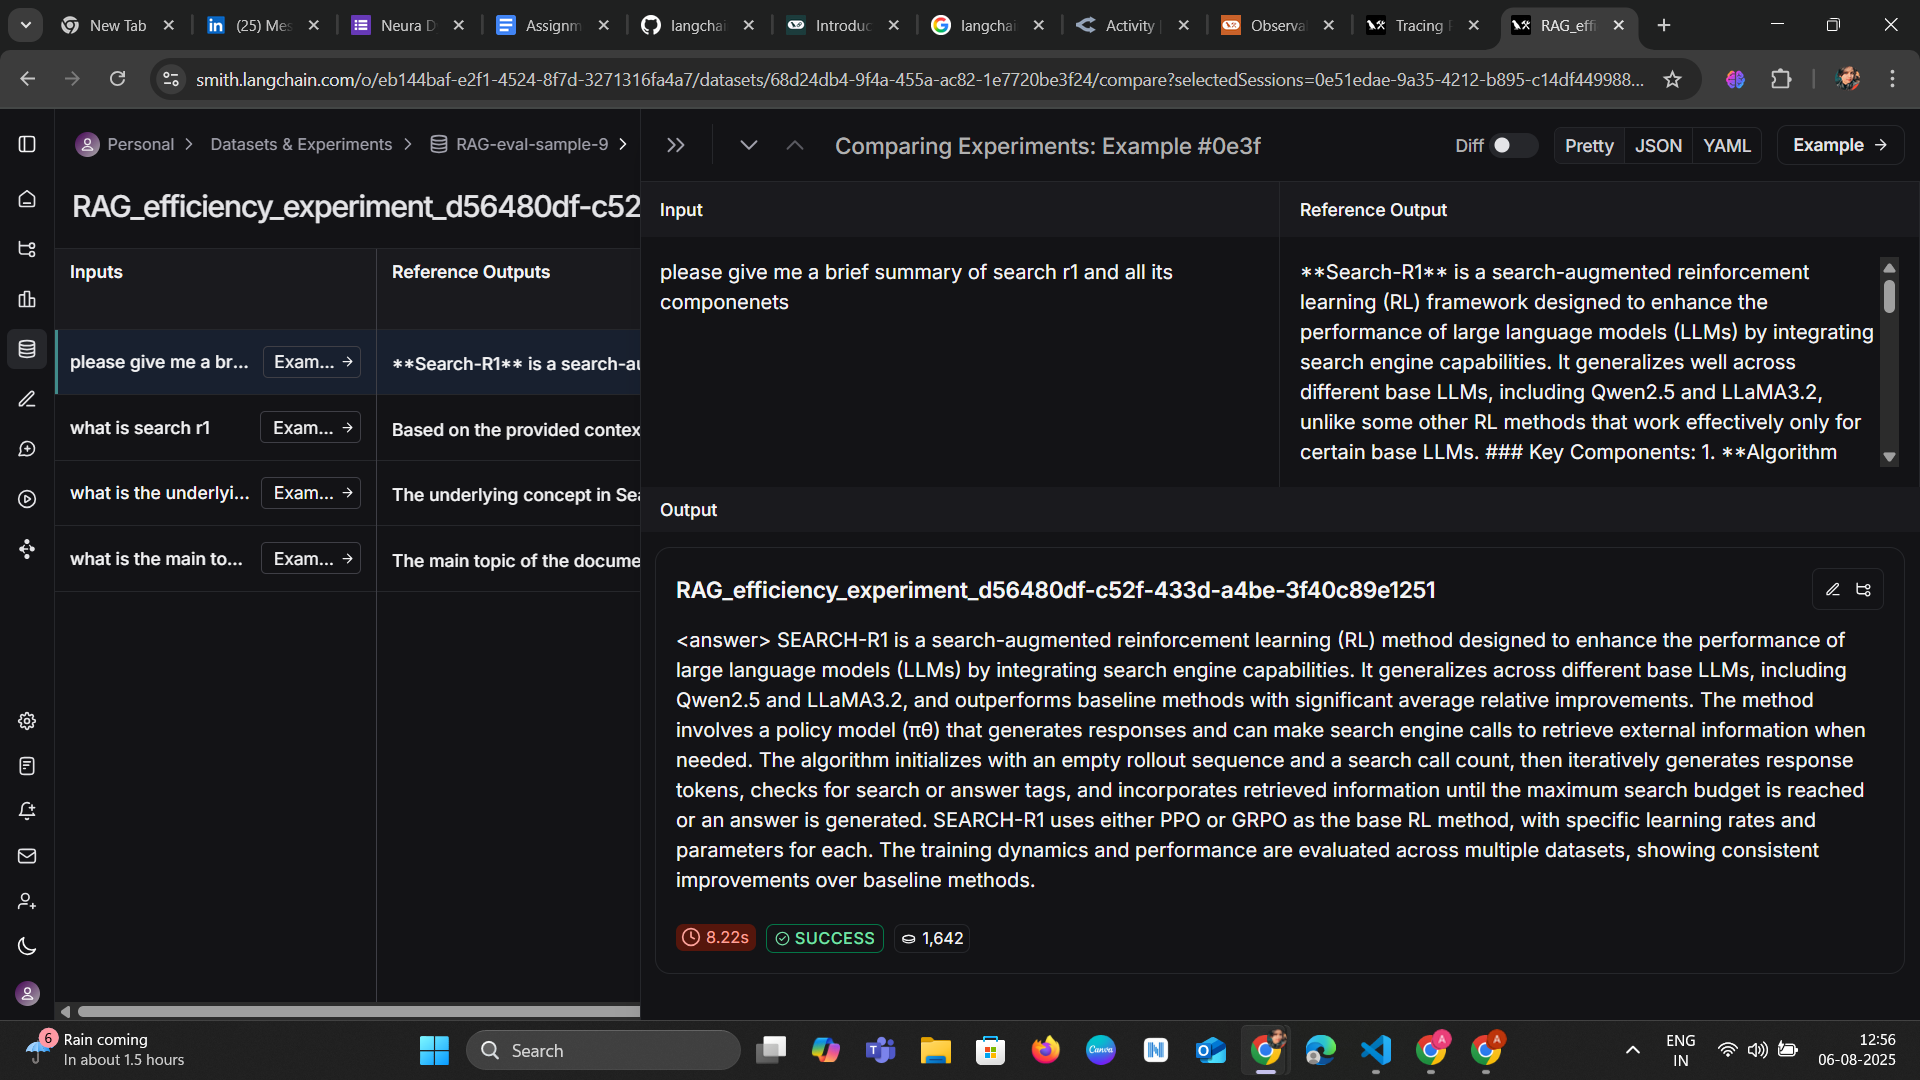 New Tab
(25) Mes
Neura D
Assignm
langchai
Introduc
langchai
Activity
Observa
Tracing
RAG_effi
smith.langchain.com/o/eb144baf-e2f1-4524-8f7d-3271316fa4a7/datasets/68d24db4-9f4a-455a-ac82-1e7720be3f24/compare?selectedSessions=0e51edae-9a35-4212-b895-c14df449988...
Personal
Datasets & Experiments
RAG-eval-sample-9
RAG_efficiency_experiment_d56480df-c52
Inputs
Reference Outputs
please give me a br...
Exam...
**Search-R1** is a search-au
what is search r1
Exam...
Based on the provided contex
what is the underlyi...
Exam...
The underlying concept in Sea
what is the main to...
Exam...
The main topic of the docume
Comparing Experiments: Example #0e3f
Diff
Pretty
JSON
YAML
Example
Input
Reference Output
please give me a brief summary of search r1 and all its
componenets
**Search-R1** is a search-augmented reinforcement
learning (RL) framework designed to enhance the
performance of large language models (LLMs) by integrating
search engine capabilities. It generalizes well across
different base LLMs, including Qwen2.5 and LLaMA3.2,
unlike some other RL methods that work effectively only for
certain base LLMs. ### Key Components: 1. **Algorithm
Output
RAG_efficiency_experiment_d56480df-c52f-433d-a4be-3f40c89e1251
<answer> SEARCH-R1 is a search-augmented reinforcement learning (RL) method designed to enhance the performance of
large language models (LLMs) by integrating search engine capabilities. It generalizes across different base LLMs, including
Qwen2.5 and LLaMA3.2, and outperforms baseline methods with significant average relative improvements. The method
involves a policy model (πθ) that generates responses and can make search engine calls to retrieve external information when
needed. The algorithm initializes with an empty rollout sequence and a search call count, then iteratively generates response
tokens, checks for search or answer tags, and incorporates retrieved information until the maximum search budget is reached
or an answer is generated. SEARCH-R1 uses either PPO or GRPO as the base RL method, with specific learning rates and
parameters for each. The training dynamics and performance are evaluated across multiple datasets, showing consistent
improvements over baseline methods.
8.22s
SUCCESS
1,642
6
Rain coming
In about 1.5 hours
Search
Canva
A
A
ENG
IN
12:56
06-08-2025